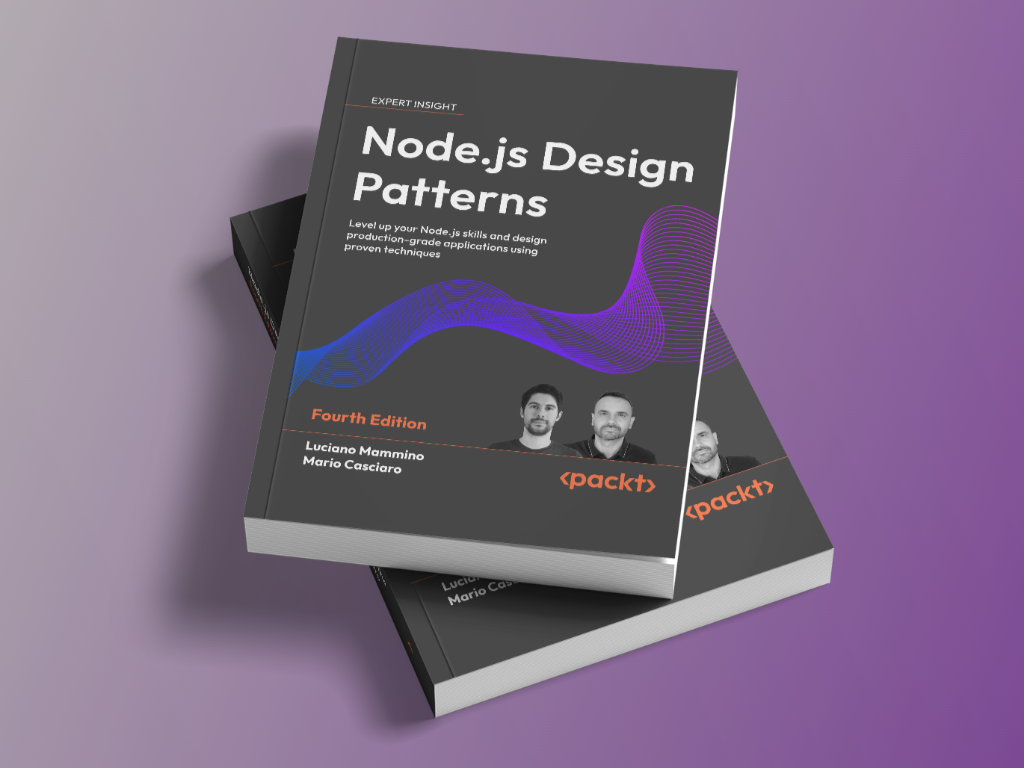 EXPERT INSIGHT
Node.js Design
Patterns
Level up your Node.js skills and design
production-grade applications using
proven techniques
Fourth Edition
Luciano Mammino
Mario Casciaro
<packt>
<packt>
Mario